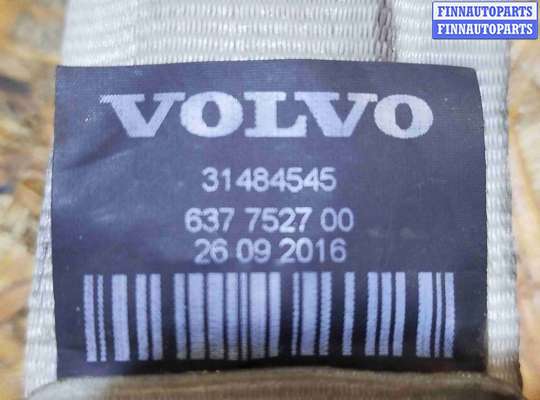 FINNAUTOPARTS
FINNAUTOPARTS
VOLVO
31484545
637 7527 00
26 09 2016